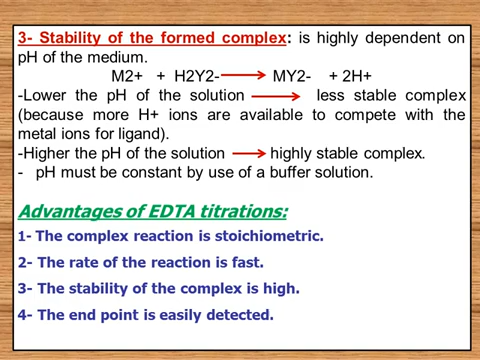 3- Stability of the formed complex: is highly dependent on
pH of the medium.
M2+ + H2Y2- → MY2- + 2H+
-Lower the pH of the solution → less stable complex
(because more H+ ions are available to compete with the
metal ions for ligand).
-Higher the pH of the solution → highly stable complex.
- pH must be constant by use of a buffer solution.
Advantages of EDTA titrations:
1- The complex reaction is stoichiometric.
2- The rate of the reaction is fast.
3- The stability of the complex is high.
4- The end point is easily detected.